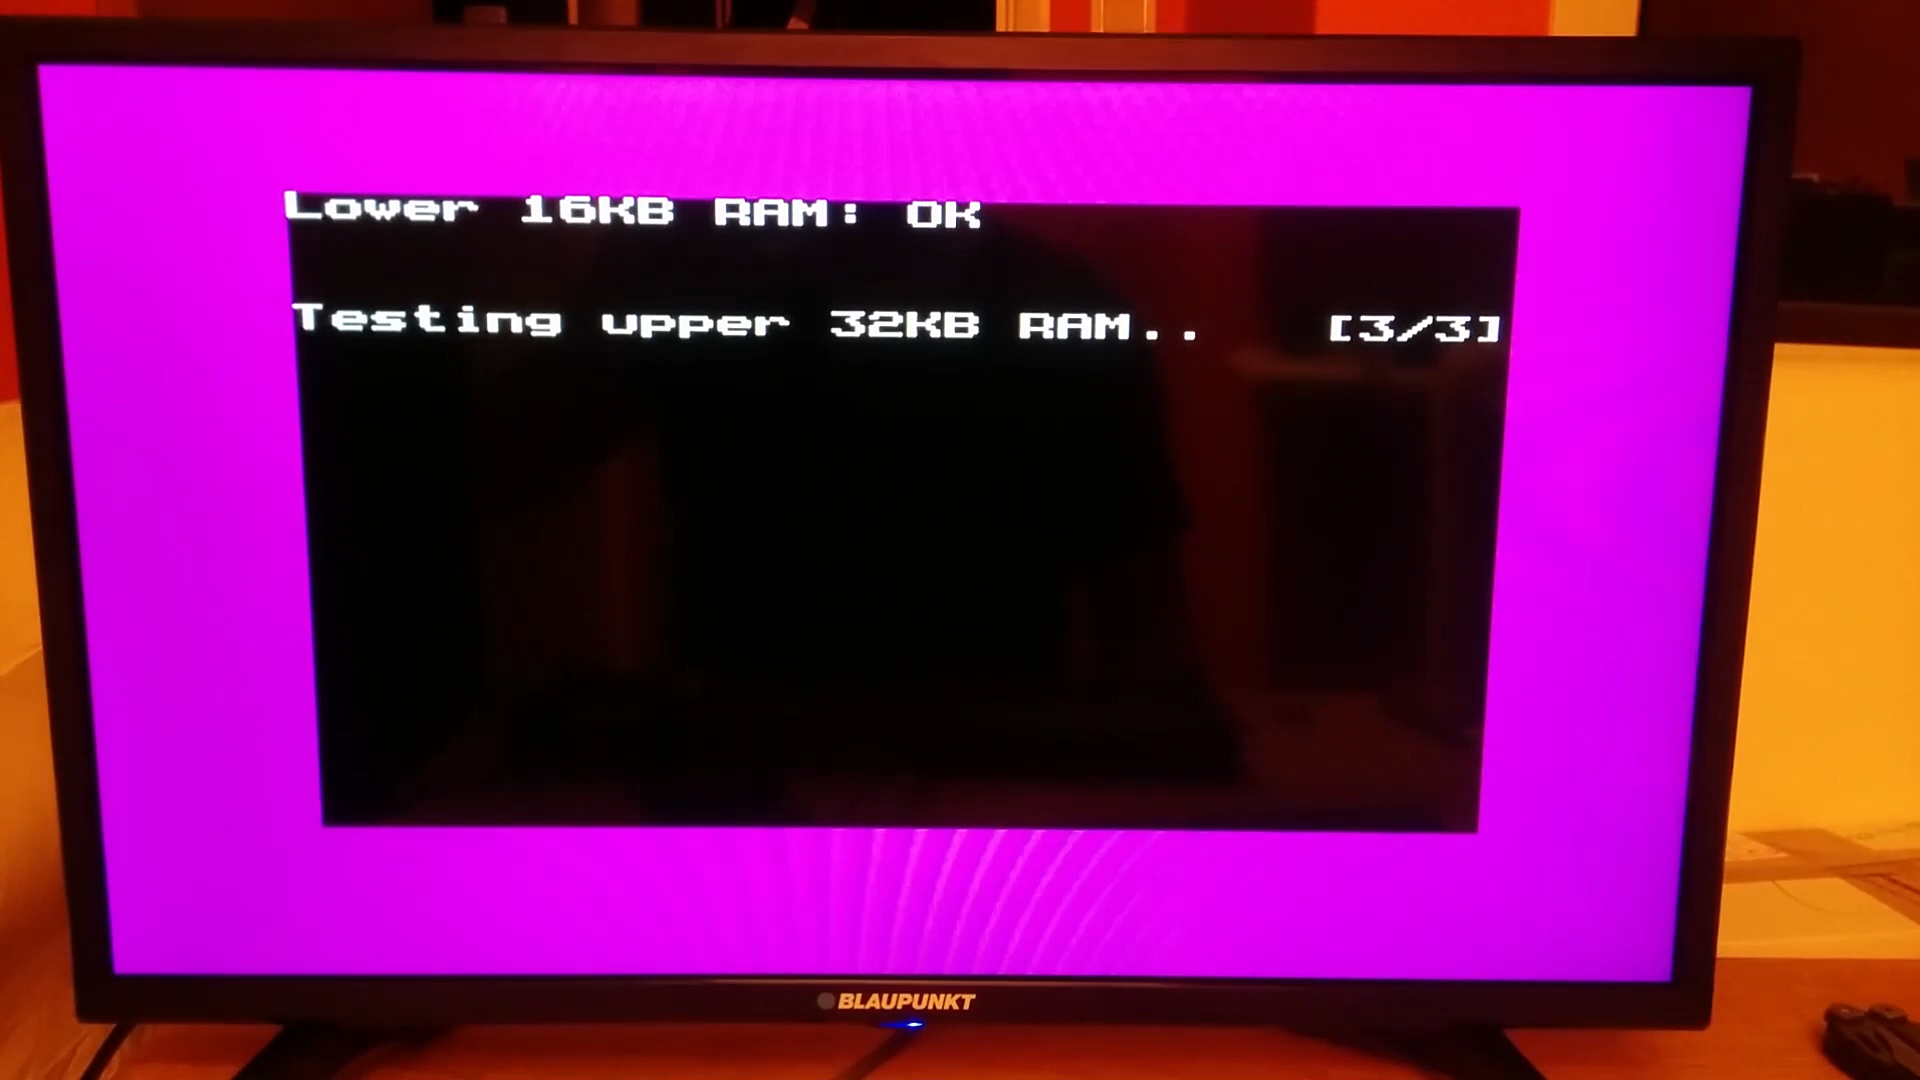 Lower 16KB RAM: OK
Testing upper 32KB RAM.. [3/3]
BLAUPUNKT